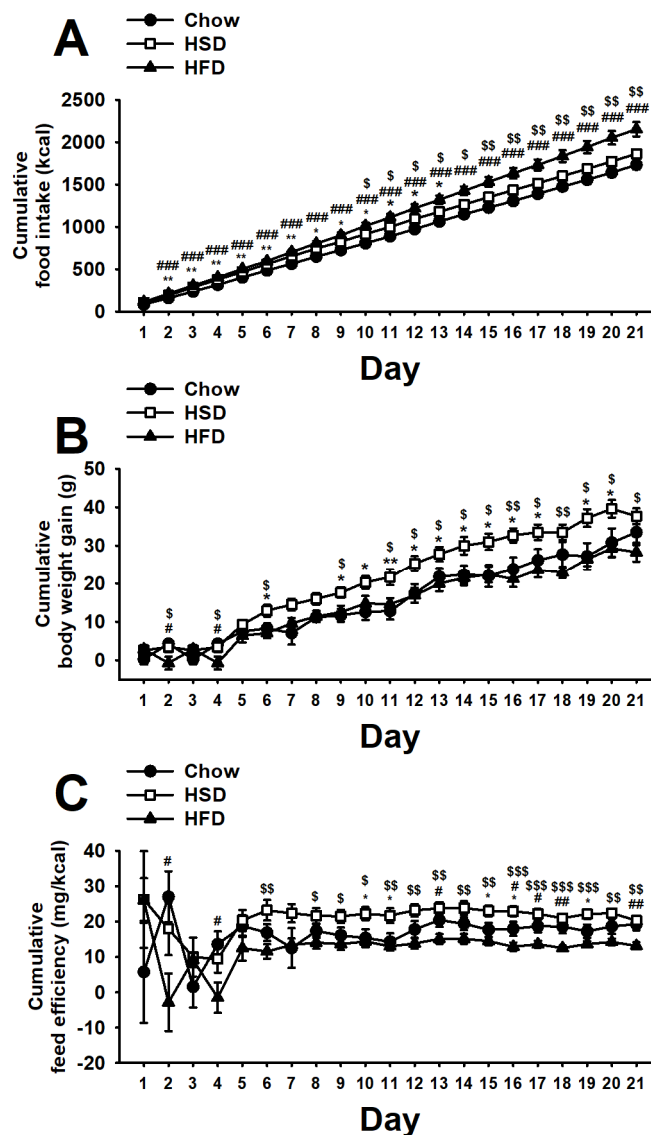 A
Chow
HSD
HFD
Cumulative
food intake (kcal)
2500
2000
1500
1000
500
0
$$ $$
$$ $$ $$ ### ###
$$ $$ ### ### ###
$ $ $ ### ###
$ $ ### ### ###
### ### ### * *
### ### ### ### ### * * *
### ### ### ** ** * *
** ** ** **
1 2 3 4 5 6 7 8 9 10 11 12 13 14 15 16 17 18 19 20 21
Day
B
Chow
HSD
HFD
Cumulative
body weight gain (g)
50
40
30
20
10
0
$ $ $ $ $ * $ $ $ $ $ $ $$ $ $$ $ $ $
# # * * ** * * * * * * * *
1 2 3 4 5 6 7 8 9 10 11 12 13 14 15 16 17 18 19 20 21
Day
C
Chow
HSD
HFD
Cumulative
feed efficiency (mg/kcal)
40
30
20
10
0
-10
-20
$$$
# # $$ $ $ $ $$ $$ $$ $$ $$ # $$$ $$$ $$$ $$ $$
* * # * * # ## * ##
1 2 3 4 5 6 7 8 9 10 11 12 13 14 15 16 17 18 19 20 21
Day